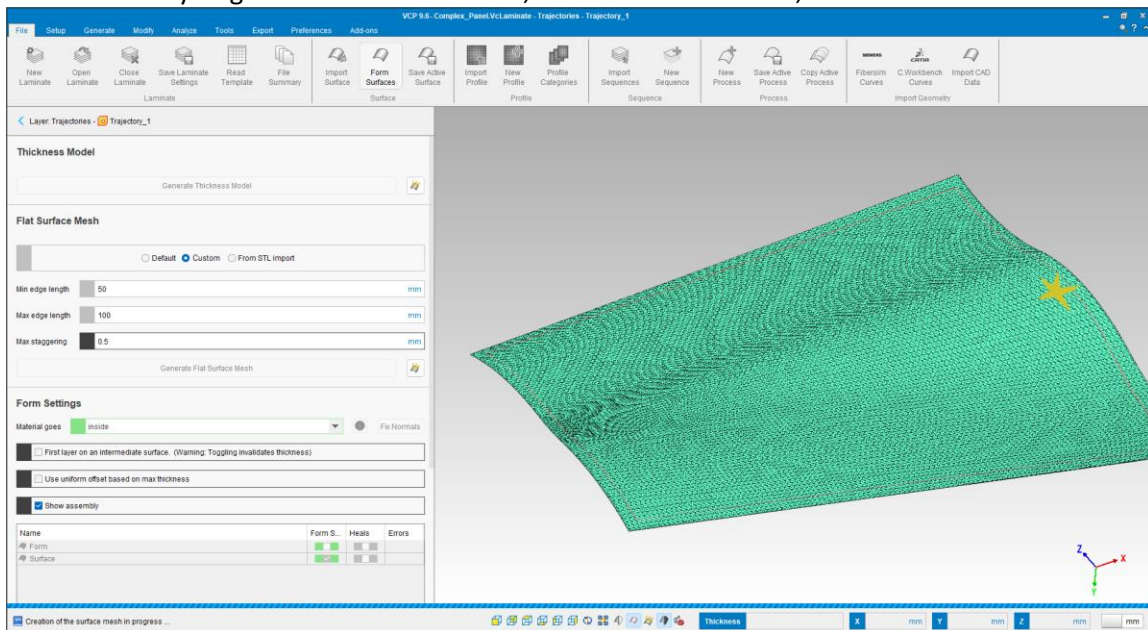 VCP 9.6 - Complex_Panel.VcLaminate - Trajectories - Trajectory_1
File Setup Generate Modify Analyze Tools Export Preferences Add-ons
New Laminate
Open Laminate
Close Laminate
Save Laminate Settings
Read Template
File Summary
Import Surface
Form Surfaces
Save Active Surface
Import Profile
New Profile
Profile Categories
Import Sequences
New Sequence
New Process
Save Active Process
Copy Active Process
SIEMENS
Fibersim Curves
CATIA
C.Workbench Curves
Import CAD Data
Laminate Surface Profile Sequence Process Import Geometry
Layer: Trajectories - Trajectory_1
Thickness Model
Generate Thickness Model
Flat Surface Mesh
Default Custom From STL import
Min edge length 50 mm
Max edge length 100 mm
Max staggering 0.5 mm
Generate Flat Surface Mesh
Form Settings
Material goes inside Fix Normals
First layer on an intermediate surface. (Warning: Toggling invalidates thickness)
Use uniform offset based on max thickness
Show assembly
Name Form S... Heals Errors
Form
Surface
Z X
Y
Creation of the surface mesh in progress ...
Thickness X mm Y mm Z mm mm